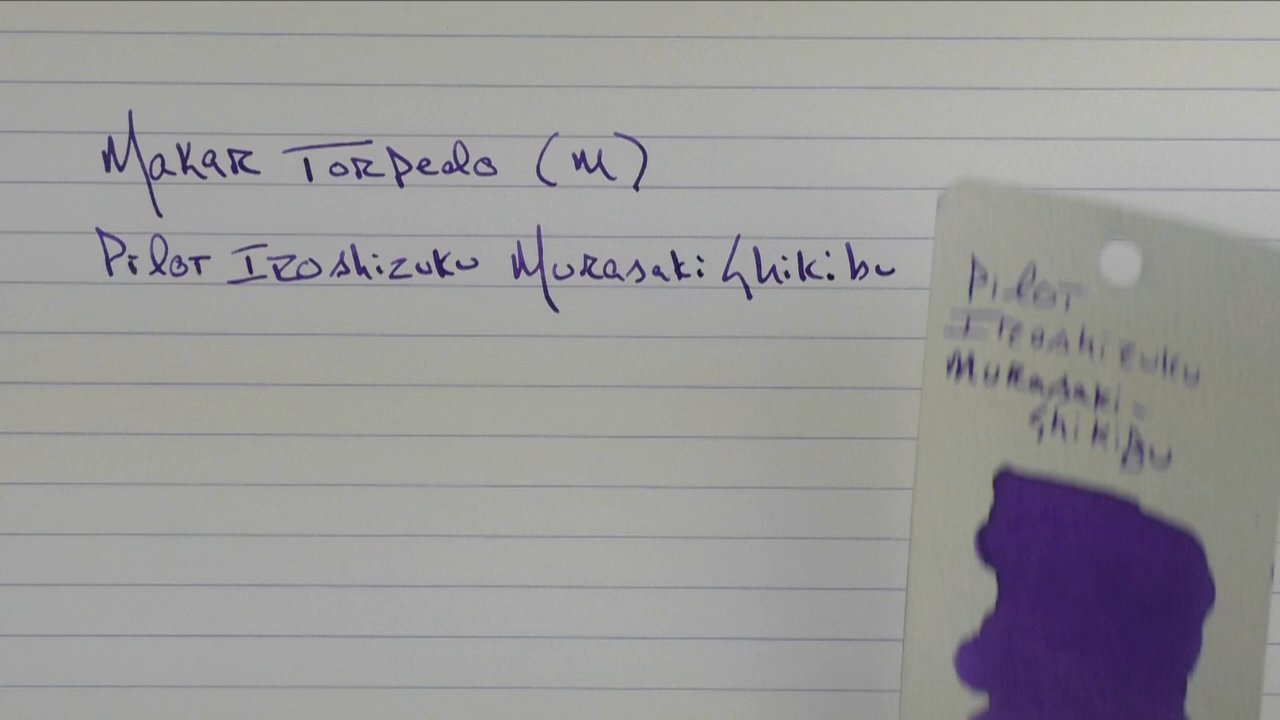 Makar Torpedo (M)
Pilot Iroshizuku Murasaki Shikibu
Pilot
Iroshizuku
Murasaki-
Shikibu